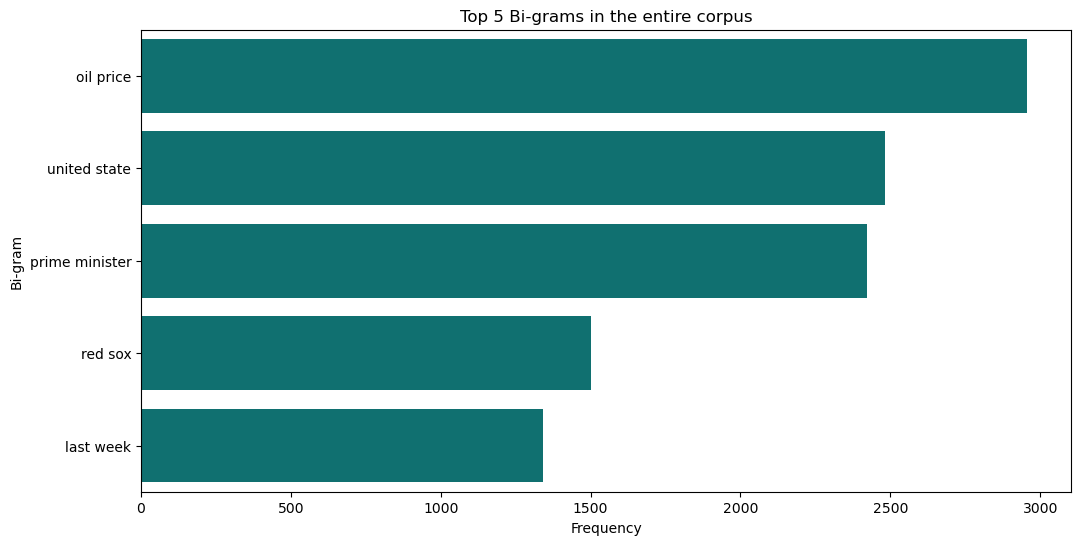 Top 5 Bi-grams in the entire corpus
Bi-gram
oil price
united state
prime minister
red sox
last week
0 500 1000 1500 2000 2500 3000
Frequency